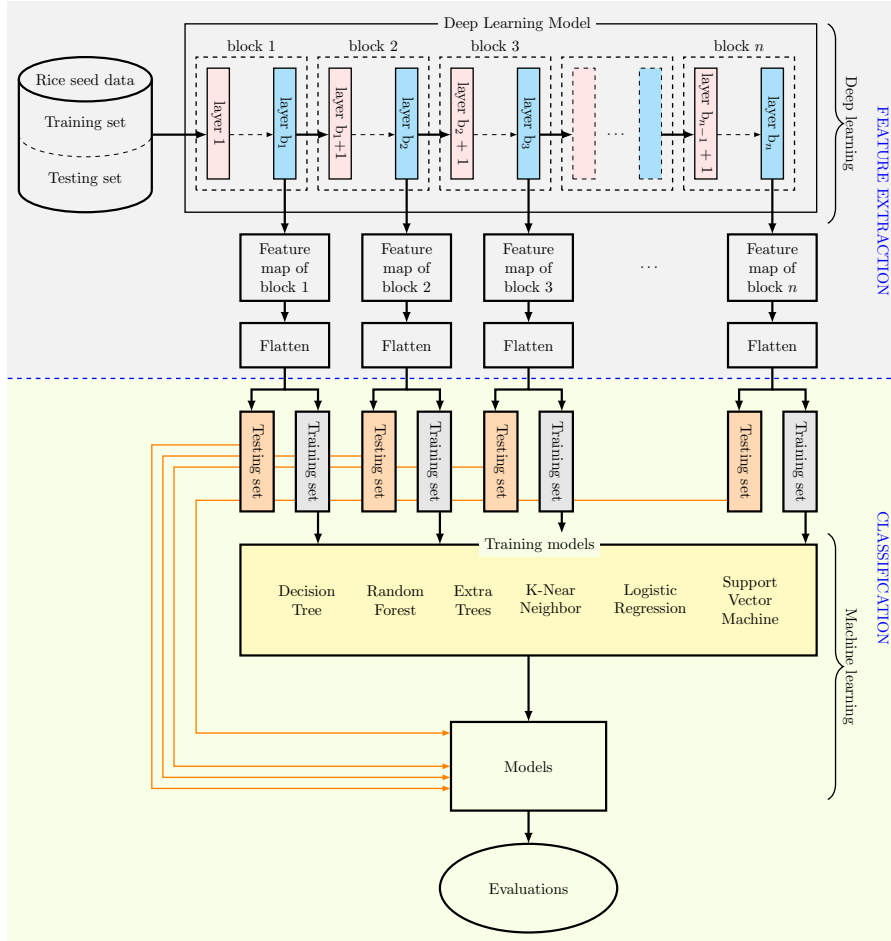 Deep Learning Model
block 1
block 2
block 3
block n
Rice seed data
Training set
Testing set
layer 1
layer b₁
layer b₁+1
layer b₂
layer b₂ + 1
layer b₃
...
layer bₙ₋₁ + 1
layer bₙ
Deep learning
FEATURE EXTRACTION
Feature
map of
block 1
Feature
map of
block 2
Feature
map of
block 3
...
Feature
map of
block n
Flatten
Flatten
Flatten
Flatten
Testing set
Training set
Testing set
Training set
Testing set
Training set
Testing set
Training set
CLASSIFICATION
Training models
Decision
Tree
Random
Forest
Extra
Trees
K-Near
Neighbor
Logistic
Regression
Support
Vector
Machine
Machine learning
Models
Evaluations